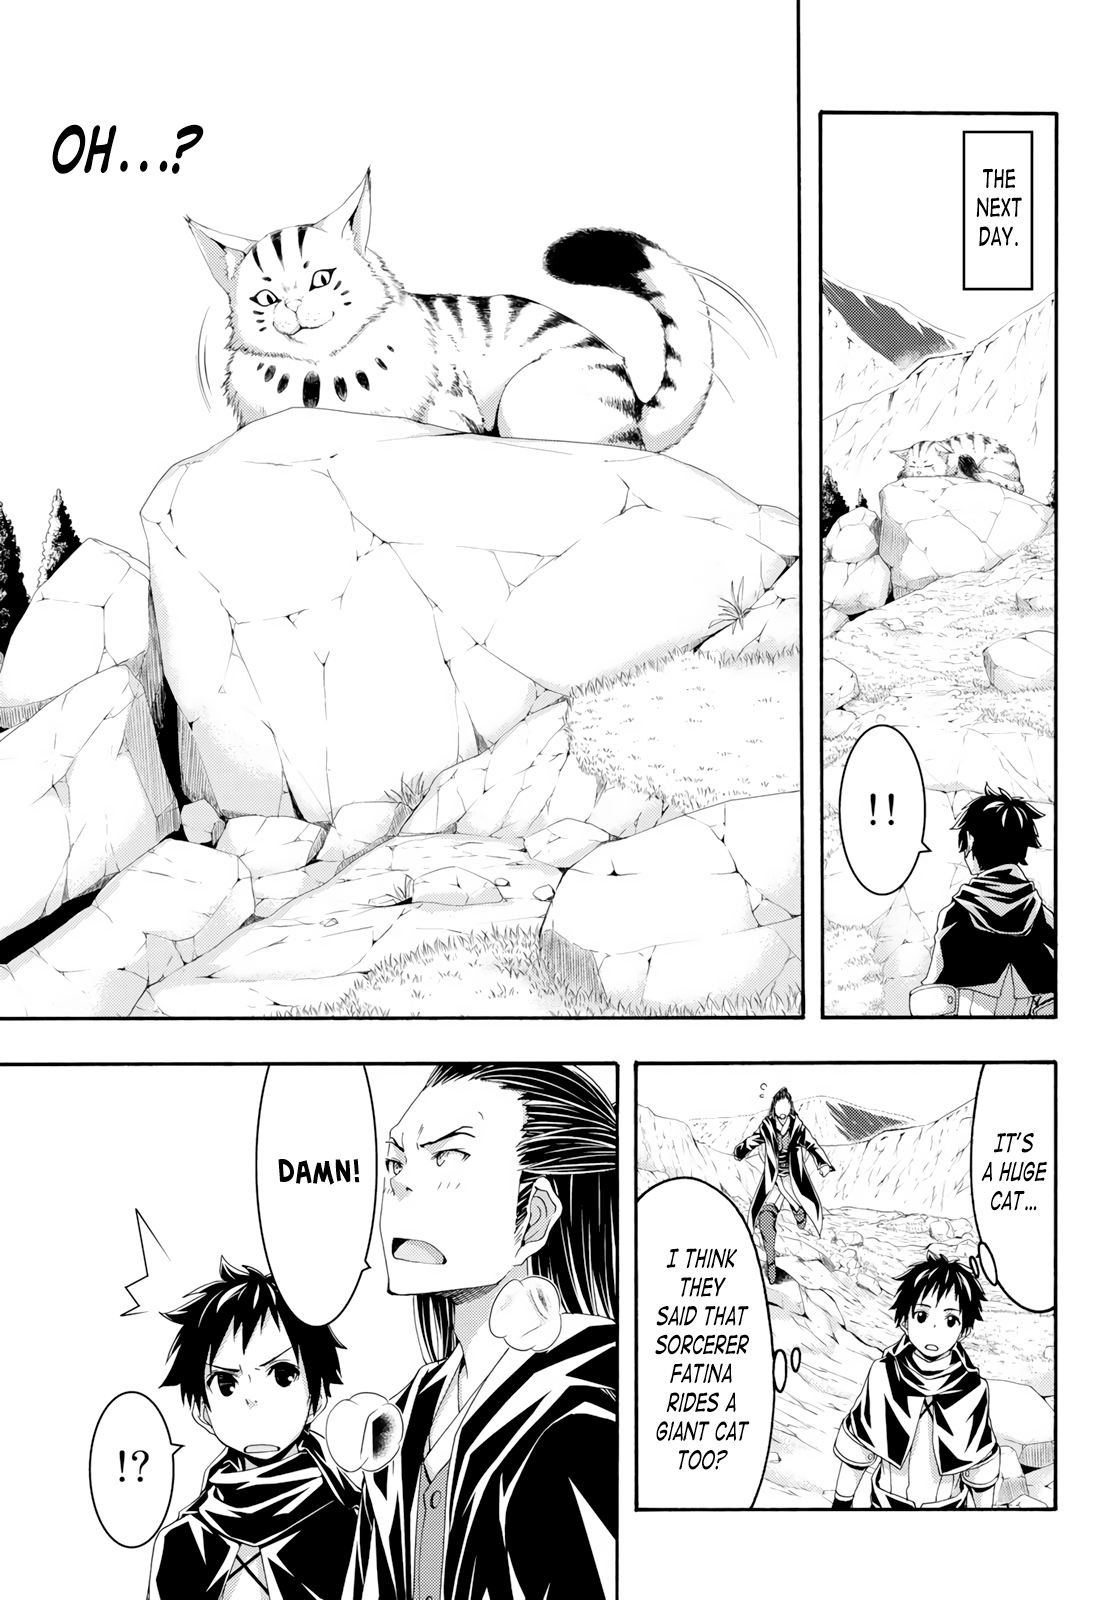 THE
NEXT
DAY.
!!
OH...?
IT'S
A HUGE
CAT...
I THINK
THEY
SAID THAT
SORCERER
FATINA
RIDES A
GIANT CAT
TOO?
DAMN!
!?